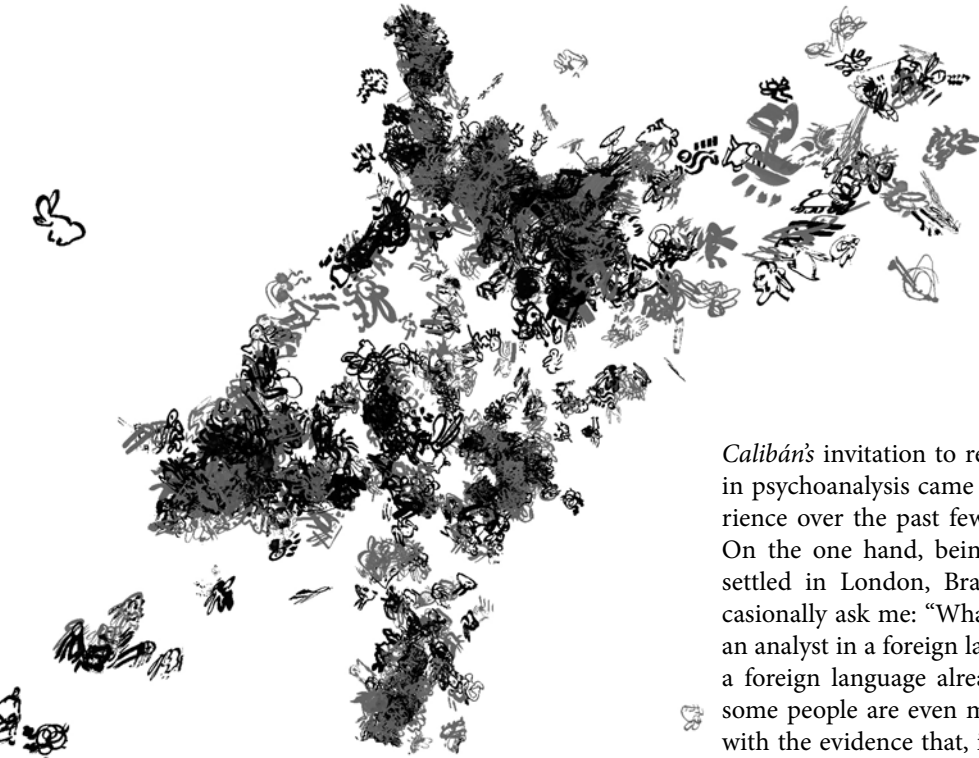 Calibán's invitation to re
in psychoanalysis came
rience over the past few
On the one hand, bein
settled in London, Bra
casionally ask me: “Wha
an analyst in a foreign la
a foreign language alrea
some people are even m
with the evidence that, i